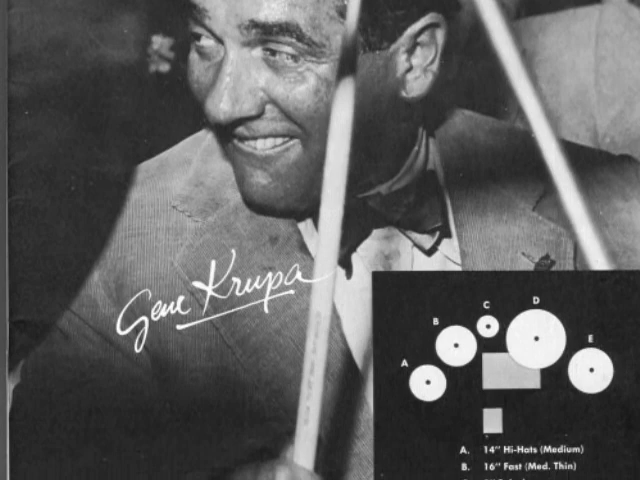 Gene Krupa
C
D
B
E
A
A. 14" Hi-Hats (Medium)
B. 16" Fast (Med. Thin)